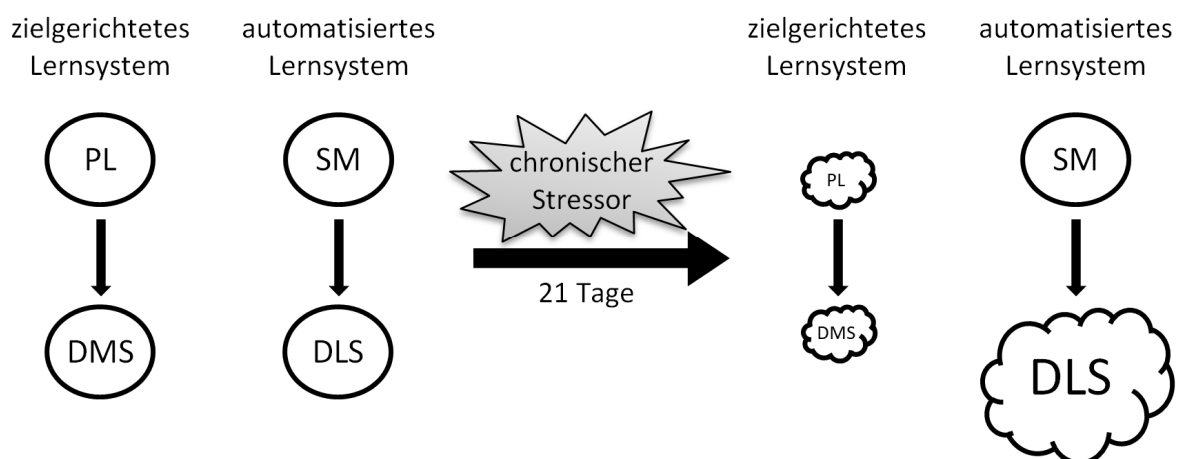 zielgerichtetes
Lernsystem
automatisiertes
Lernsystem
PL
SM
DMS
DLS
chronischer
Stressor
21 Tage
zielgerichtetes
Lernsystem
automatisiertes
Lernsystem
PL
SM
DMS
DLS